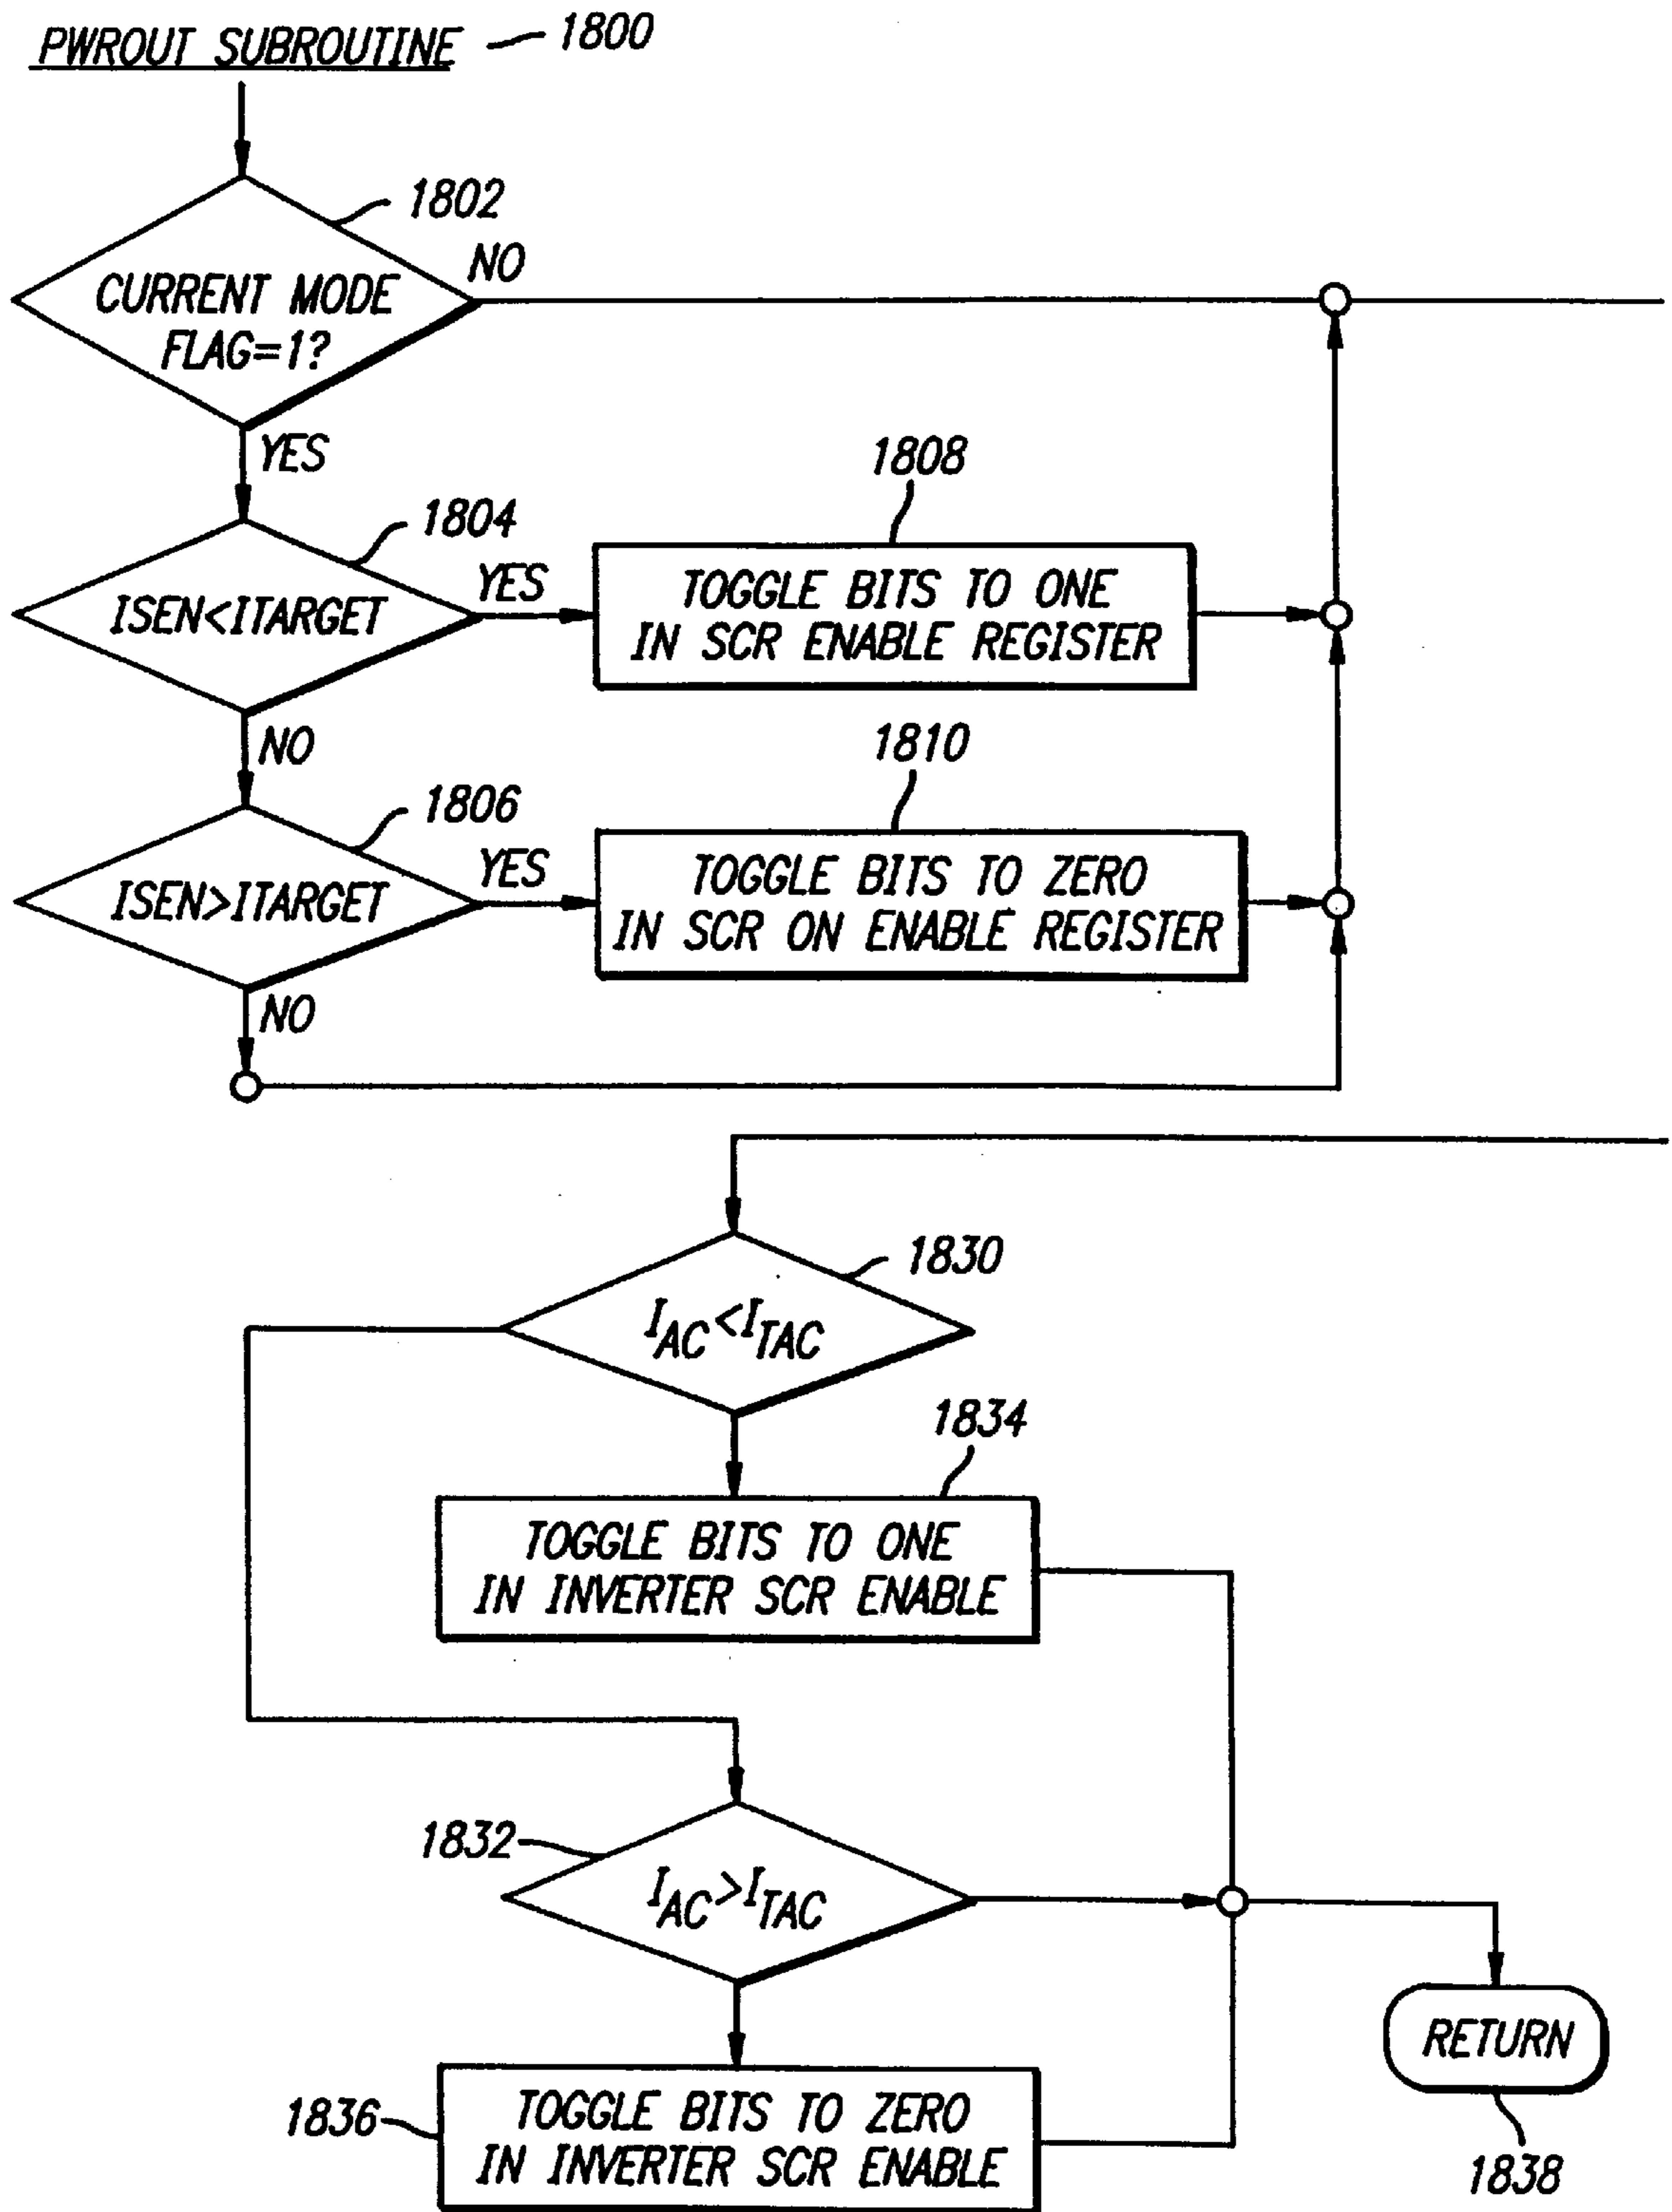 PWROUT SUBROUTINE 1800
1802
CURRENT MODE
FLAG=1?
NO
YES
1804
ISEN<ITARGET
YES
1808
TOGGLE BITS TO ONE
IN SCR ENABLE REGISTER
NO
1806
ISEN>ITARGET
YES
1810
TOGGLE BITS TO ZERO
IN SCR ON ENABLE REGISTER
NO
1830
IAC<ITAC
1834
TOGGLE BITS TO ONE
IN INVERTER SCR ENABLE
1832
IAC>ITAC
1836
TOGGLE BITS TO ZERO
IN INVERTER SCR ENABLE
RETURN
1838